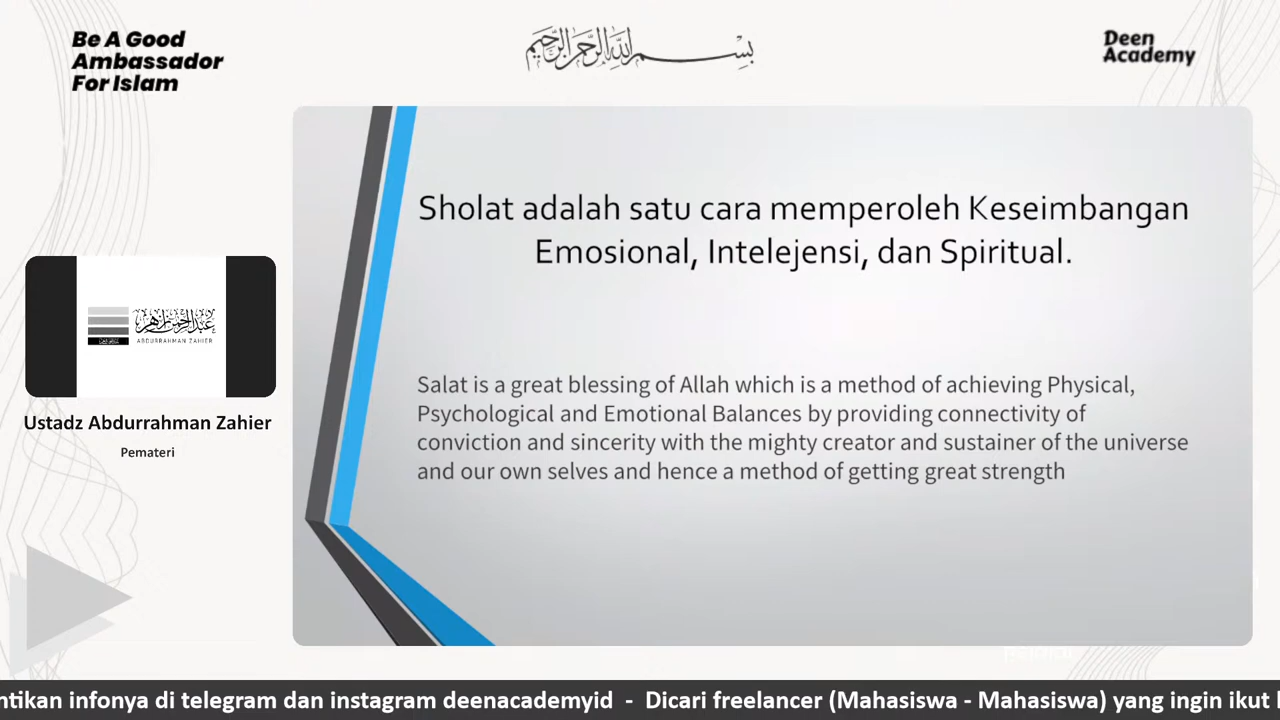 Be A Good
Ambassador
For Islam
بِسْمِ اللَّهِ الرَّحْمَنِ الرَّحِيمِ
Deen
Academy
Sholat adalah satu cara memperoleh Keseimbangan
Emosional, Intelejensi, dan Spiritual.
Salat is a great blessing of Allah which is a method of achieving Physical,
Psychological and Emotional Balances by providing connectivity of
conviction and sincerity with the mighty creator and sustainer of the universe
and our own selves and hence a method of getting great strength
عبدالرحمن زاهر
ABDURRAHMAN ZAHIER
Ustadz Abdurrahman Zahier
Pemateri
ntikan infonya di telegram dan instagram deenacademyid - Dicari freelancer (Mahasiswa - Mahasiswa) yang ingin ikut